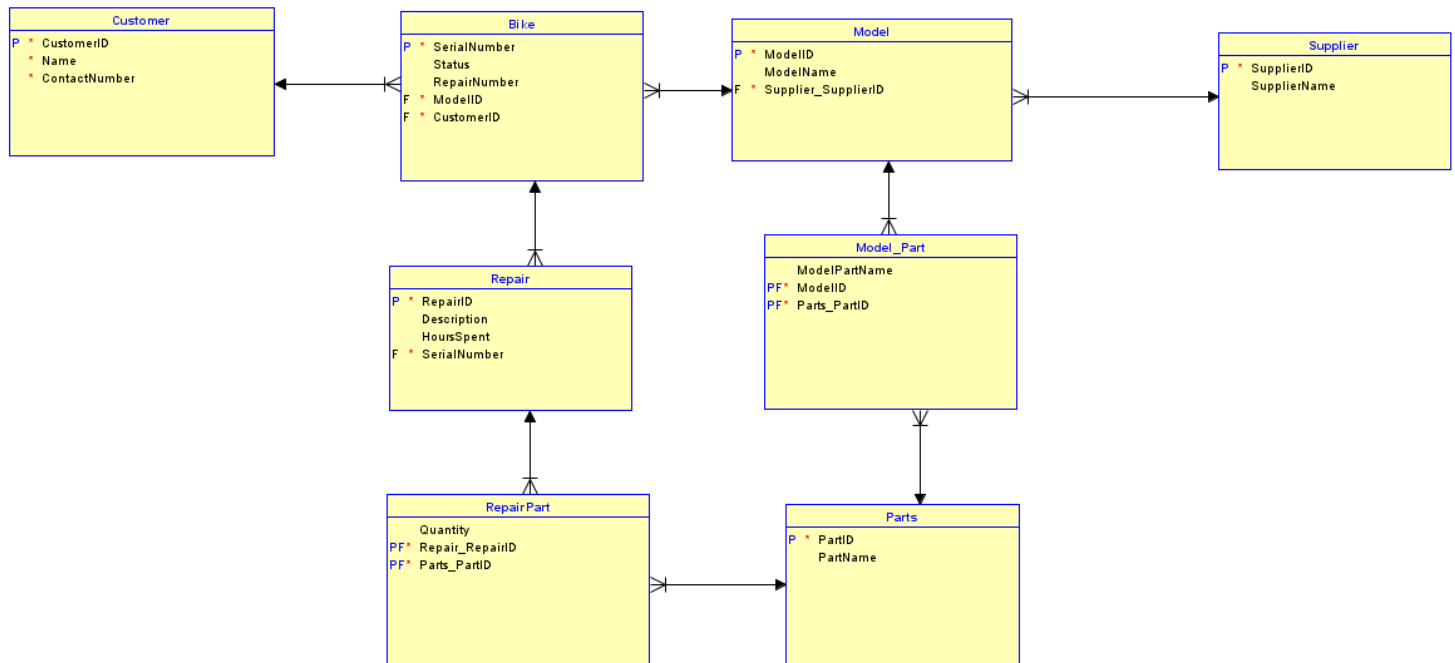 Customer
P * CustomerID
* Name
* ContactNumber
Bike
P * SerialNumber
Status
RepairNumber
F * ModelID
F * CustomerID
Model
P * ModelID
ModelName
F * Supplier_SupplierID
Supplier
P * SupplierID
SupplierName
Repair
P * RepairID
Description
HoursSpent
F * SerialNumber
Model_Part
ModelPartName
PF* ModelID
PF* Parts_PartID
RepairPart
Quantity
PF* Repair_RepairID
PF* Parts_PartID
Parts
P * PartID
PartName